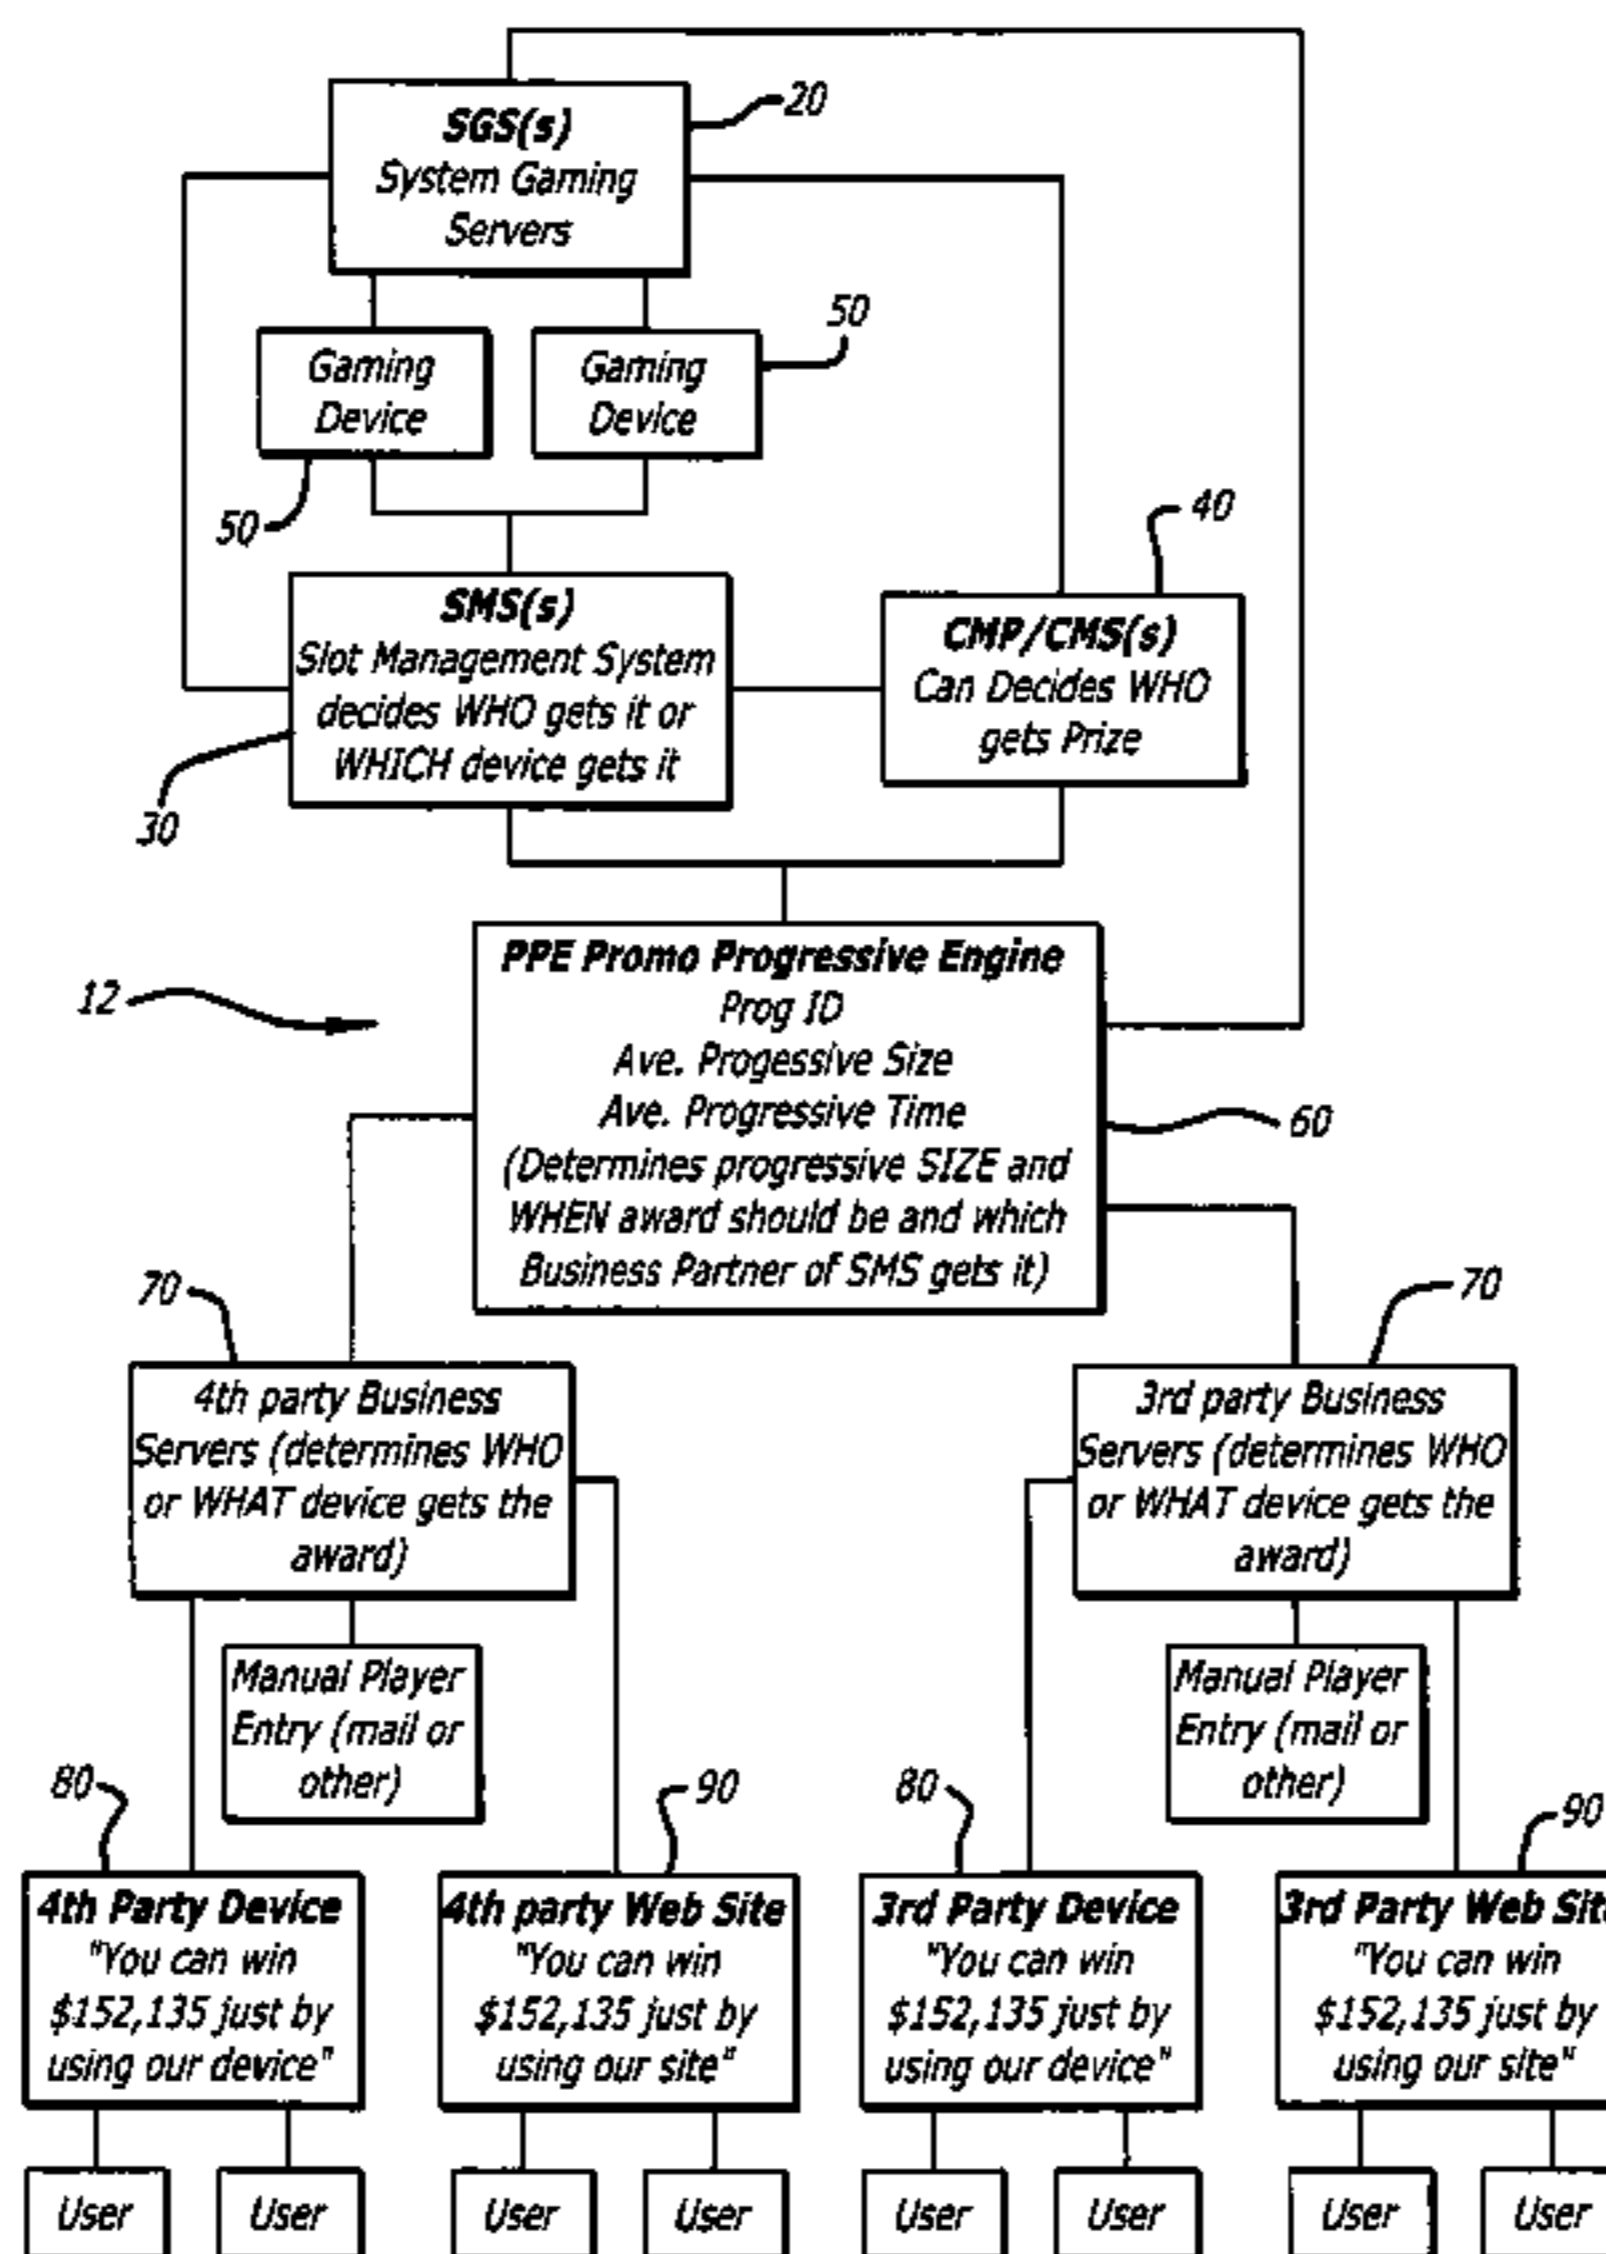 20
SGS(s)
System Gaming
Servers
50
Gaming
Device
Gaming
Device
50
40
SMS(s)
Slot Management System
decides WHO gets it or
WHICH device gets it
CMP/CMS(s)
Can Decides WHO
gets Prize
30
12
PPE Promo Progressive Engine
Prog ID
Ave. Progessive Size
Ave. Progressive Time
(Determines progressive SIZE and
WHEN award should be and which
Business Partner of SMS gets it)
60
70
4th party Business
Servers (determines WHO
or WHAT device gets the
award)
70
3rd party Business
Servers (determines WHO
or WHAT device gets the
award)
Manual Player
Entry (mail or
other)
Manual Player
Entry (mail or
other)
80
90
80
90
4th Party Device
"You can win
$152,135 just by
using our device"
4th party Web Site
"You can win
$152,135 just by
using our site"
3rd Party Device
"You can win
$152,135 just by
using our device"
3rd Party Web Site
"You can win
$152,135 just by
using our site"
User
User
User
User
User
User
User
User